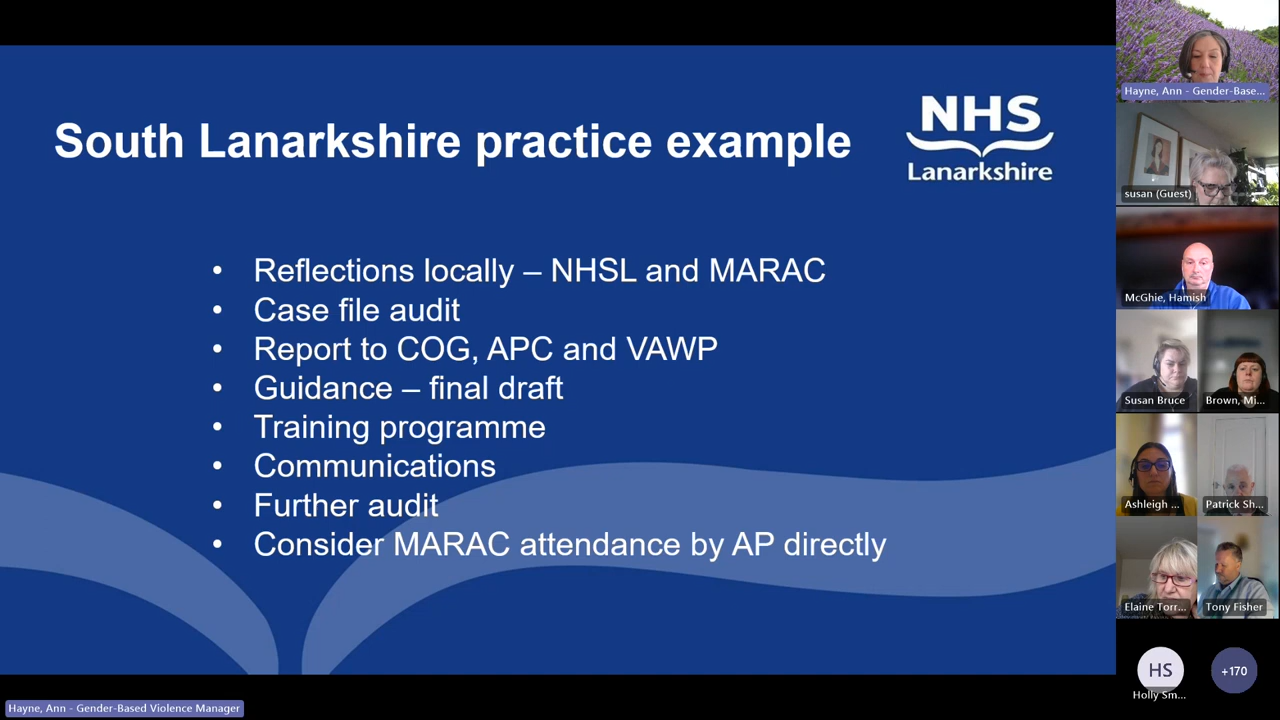 South Lanarkshire practice example
NHS
Lanarkshire
• Reflections locally – NHSL and MARAC
• Case file audit
• Report to COG, APC and VAWP
• Guidance – final draft
• Training programme
• Communications
• Further audit
• Consider MARAC attendance by AP directly
Hayne, Ann - Gender-Based Violence Manager
Hayne, Ann - Gender-Base...
susan (Guest)
McGhie, Hamish
Susan Bruce
Brown, Mi...
Ashleigh ...
Patrick Sh...
Elaine Torr...
Tony Fisher
HS
Holly Sm...
+170